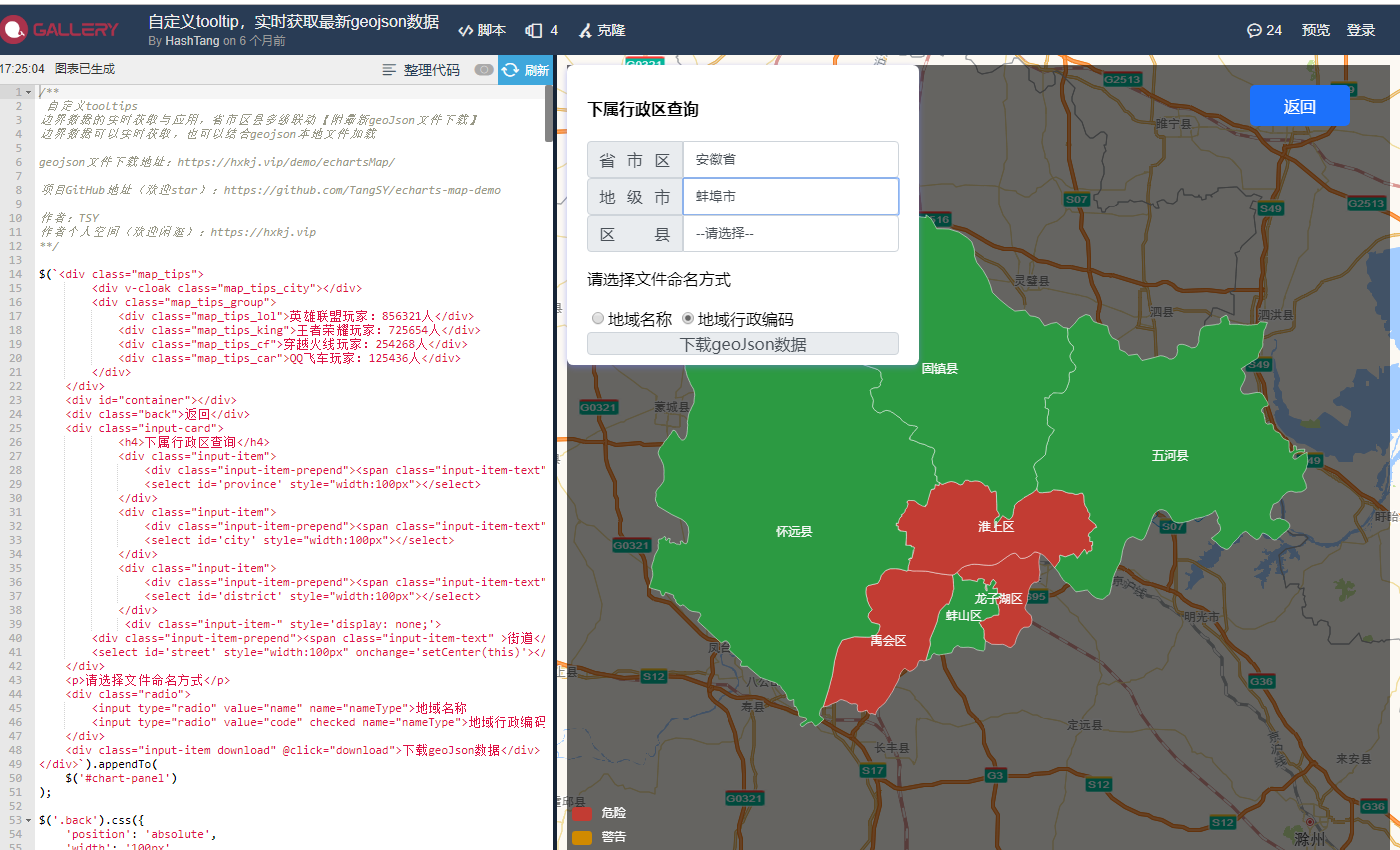 GALLERY
自定义tooltip，实时获取最新geojson数据
By HashTang on 6 个月前
脚本
4
克隆
24
预览
登录
17:25:04 图表已生成
整理代码
刷新
1 /**
2 自定义tooltips
3 边界数据的实时获取与应用，省市区县多级联动【附最新geoJson文件下载】
4 边界数据可以实时获取，也可以结合geojson本地文件加载
5
6 geojson文件下载地址：https://hxkj.vip/demo/echartsMap/
7
8 项目GitHub地址（欢迎star）：https://github.com/TangSY/echarts-map-demo
9
10 作者：TSY
11 作者个人空间（欢迎闲逛）：https://hxkj.vip
12 **/
13
14 $(`<div class="map_tips">
15 <div v-cloak class="map_tips_city"></div>
16 <div class="map_tips_group">
17 <div class="map_tips_lol">英雄联盟玩家：856321人</div>
18 <div class="map_tips_king">王者荣耀玩家：725654人</div>
19 <div class="map_tips_cf">穿越火线玩家：254268人</div>
20 <div class="map_tips_car">QQ飞车玩家：125436人</div>
21 </div>
22 </div>
23 <div id="container"></div>
24 <div class="back">返回</div>
25 <div class="input-card">
26 <h4>下属行政区查询</h4>
27 <div class="input-item">
28 <div class="input-item-prepend"><span class="input-item-text"
29 <select id='province' style="width:100px"></select>
30 </div>
31 <div class="input-item">
32 <div class="input-item-prepend"><span class="input-item-text"
33 <select id='city' style="width:100px"></select>
34 </div>
35 <div class="input-item">
36 <div class="input-item-prepend"><span class="input-item-text"
37 <select id='district' style="width:100px"></select>
38 </div>
39 <div class="input-item-" style='display: none;'>
40 <div class="input-item-prepend"><span class="input-item-text" >街道</
41 <select id='street' style="width:100px" onchange='setCenter(this)'></
42 </div>
43 <p>请选择文件命名方式</p>
44 <div class="radio">
45 <input type="radio" value="name" name="nameType">地域名称
46 <input type="radio" value="code" checked name="nameType">地域行政编码
47 </div>
48 <div class="input-item download" @click="download">下载geoJson数据</div>
49 </div>`).appendTo(
50 $('#chart-panel')
51 );
52
53 $('.back').css({
54 'position': 'absolute',
55 'width': '100px'
下属行政区查询
省市区 安徽省
地级市 蚌埠市
区县 --请选择--
请选择文件命名方式
地域名称 地域行政编码
下载geoJson数据
返回
G0321
G2513
睢宁县
S07
S49
G2513
516
灵璧县
泗县
泗洪县
固镇县
S49
G0321
蒙城县
五河县
49
怀远县
淮上区
S07
盱眙
G0321
龙子湖区
S95
京沪线
蚌山区
明光市
禹会区
凤台
上县
S12
八公
寿县
G36
定远县
京沪线
长丰县
来安县
S17
G3
S12
G0321
霍邱县
G36
S12
滁州
危险
警告